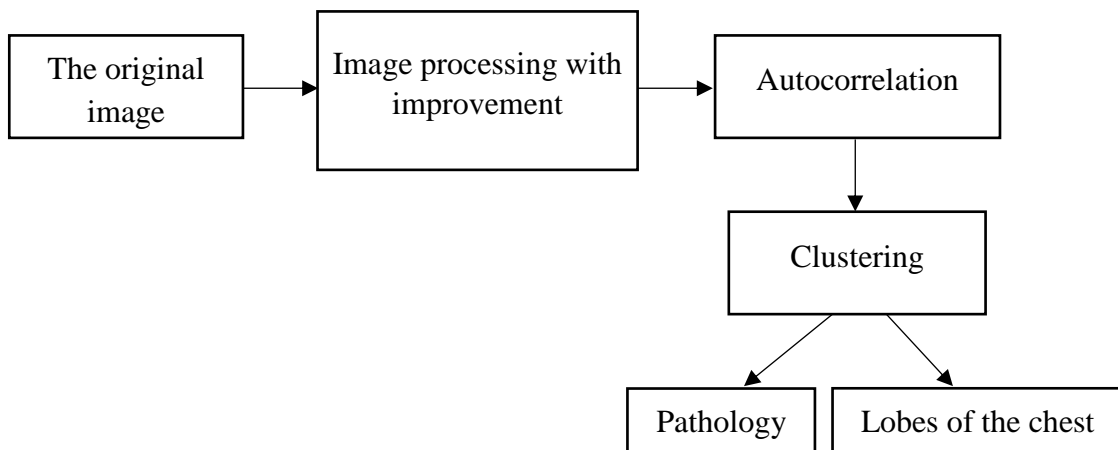 The original
image
Image processing with
improvement
Autocorrelation
Clustering
Pathology
Lobes of the chest